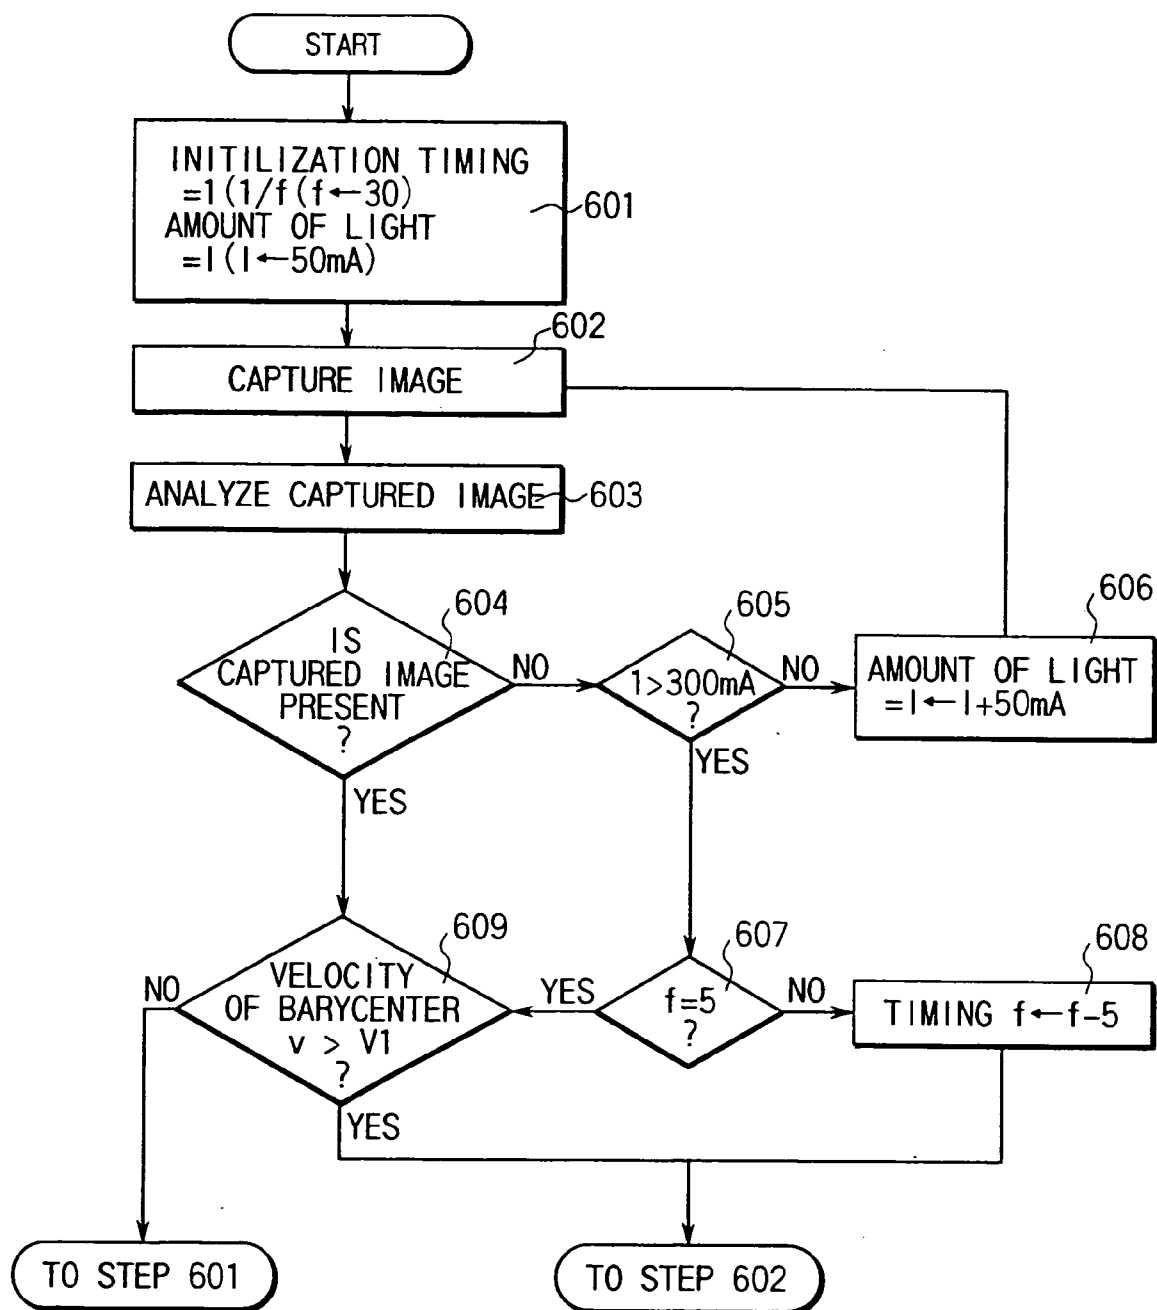 START
INITILIZATION TIMING
=1(1/f(f←30)
AMOUNT OF LIGHT
=I(I←50mA)
601
602
CAPTURE IMAGE
ANALYZE CAPTURED IMAGE
603
604
IS
CAPTURED IMAGE
PRESENT
?
NO
YES
605
1>300mA
?
NO
YES
606
AMOUNT OF LIGHT
=I←I+50mA
609
VELOCITY
OF BARYCENTER
v > V1
?
NO
YES
607
f=5
?
YES
NO
608
TIMING f←f-5
TO STEP 601
TO STEP 602